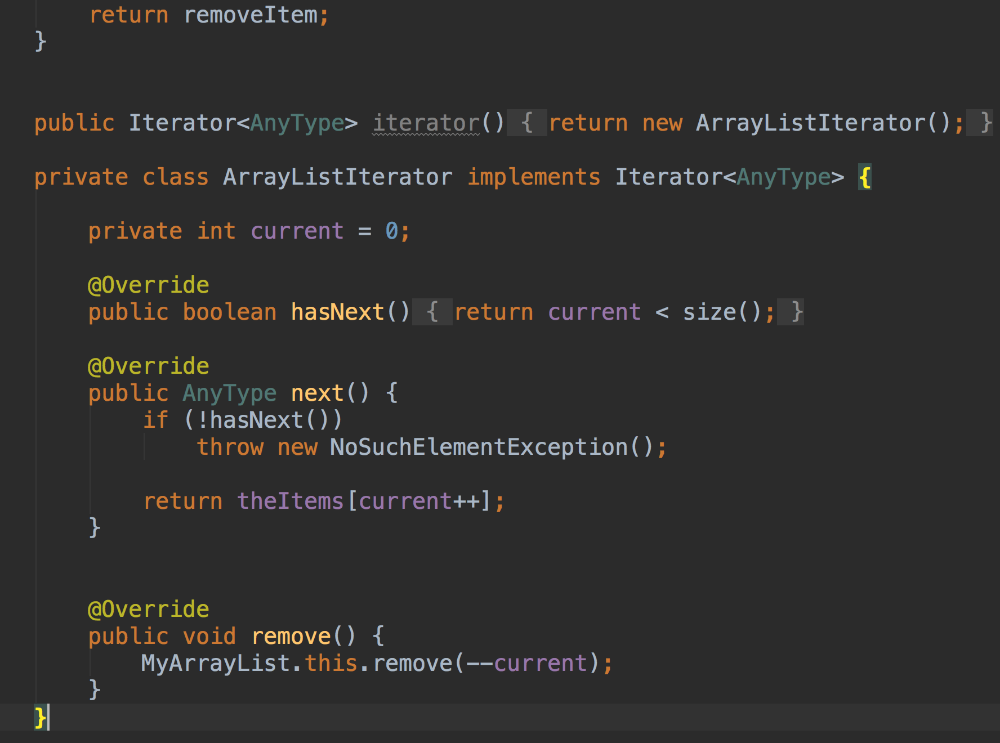 return removeItem;
}
public Iterator<AnyType> iterator() { return new ArrayListIterator(); }
private class ArrayListIterator implements Iterator<AnyType> {
private int current = 0;
@Override
public boolean hasNext() { return current < size(); }
@Override
public AnyType next() {
if (!hasNext())
throw new NoSuchElementException();
return theItems[current++];
}
@Override
public void remove() {
MyArrayList.this.remove(--current);
}
}